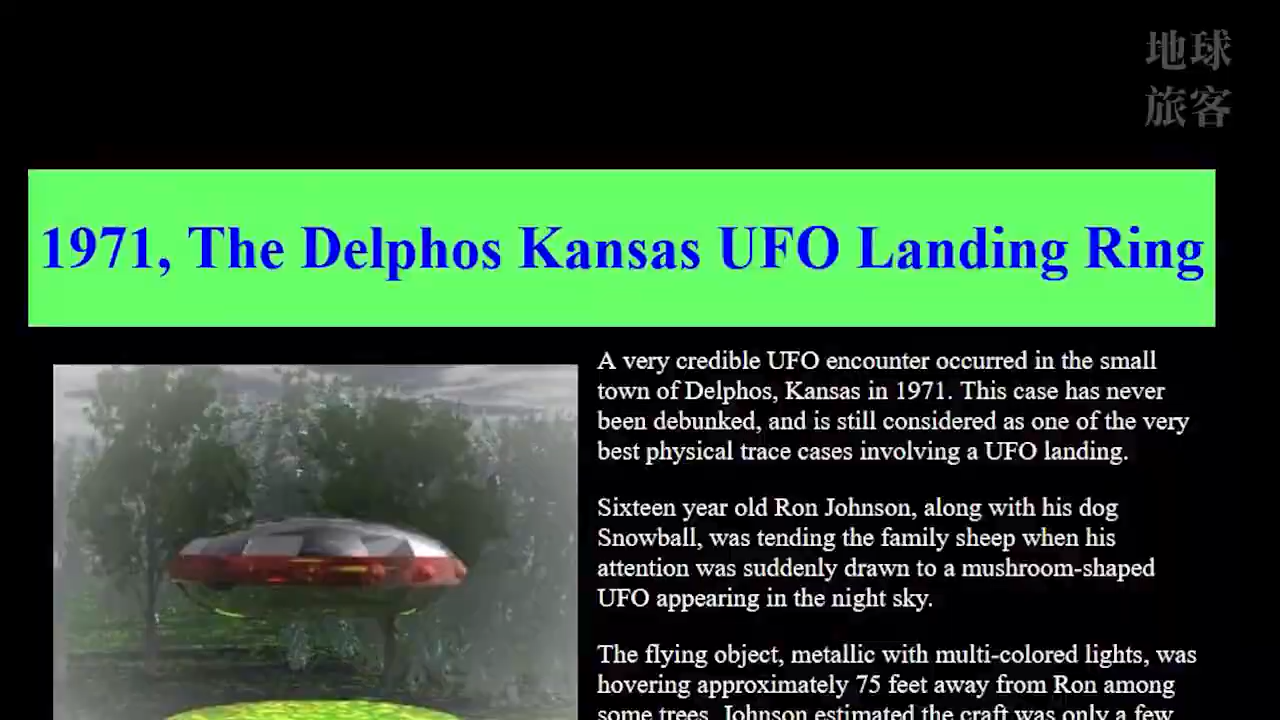 地球
旅客
1971, The Delphos Kansas UFO Landing Ring
A very credible UFO encounter occurred in the small
town of Delphos, Kansas in 1971. This case has never
been debunked, and is still considered as one of the very
best physical trace cases involving a UFO landing.
Sixteen year old Ron Johnson, along with his dog
Snowball, was tending the family sheep when his
attention was suddenly drawn to a mushroom-shaped
UFO appearing in the night sky.
The flying object, metallic with multi-colored lights, was
hovering approximately 75 feet away from Ron among
some trees. Johnson estimated the craft was only a few